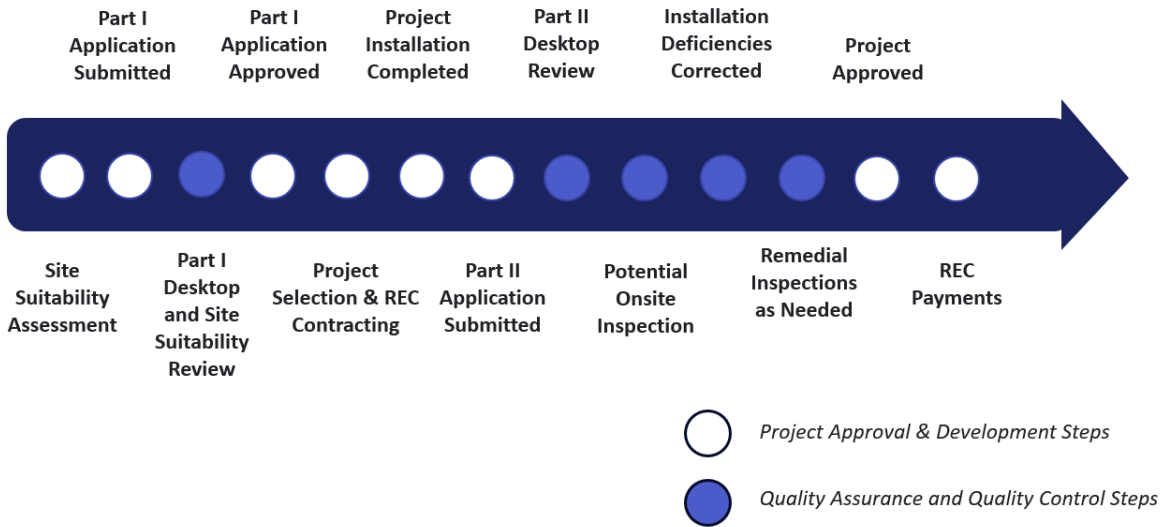 Part I
Application
Submitted
Part I
Application
Approved
Project
Installation
Completed
Part II
Desktop
Review
Installation
Deficiencies
Corrected
Project
Approved
Site
Suitability
Assessment
Part I
Desktop
and Site
Suitability
Review
Project
Selection & REC
Contracting
Part II
Application
Submitted
Potential
Onsite
Inspection
Remedial
Inspections
as Needed
REC
Payments
Project Approval & Development Steps
Quality Assurance and Quality Control Steps